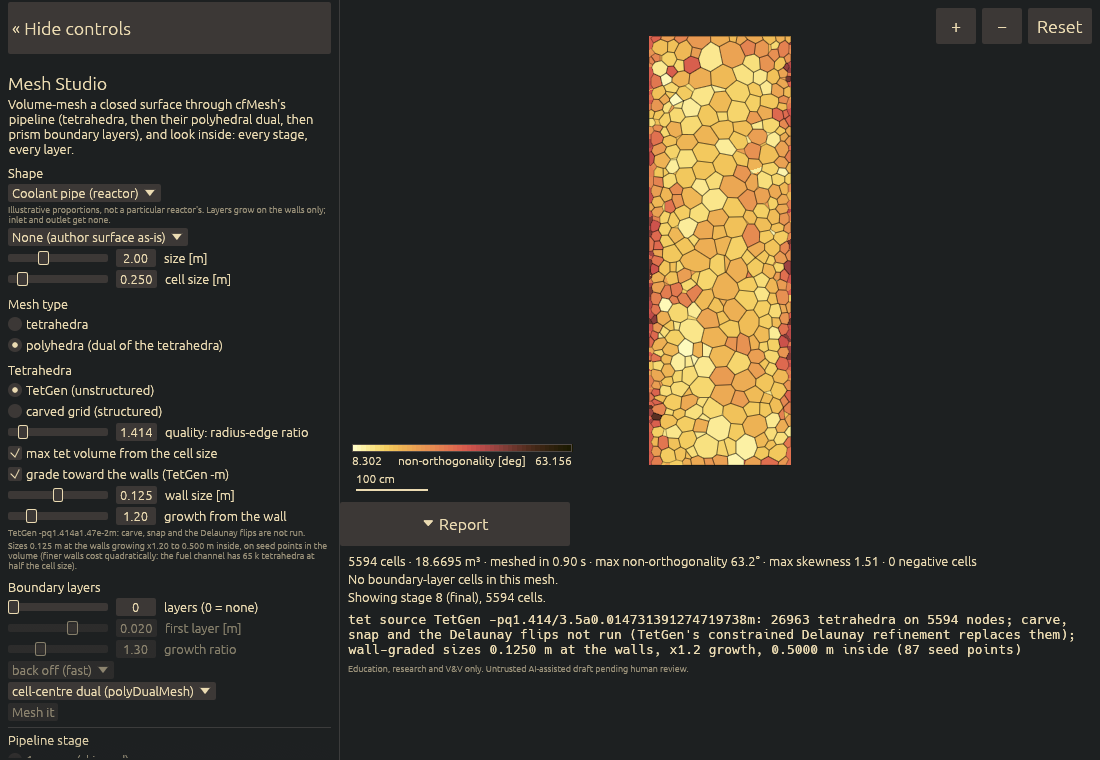 « Hide controls
+
−
Reset
Mesh Studio
Volume-mesh a closed surface through cfMesh's
pipeline (tetrahedra, then their polyhedral dual, then
prism boundary layers), and look inside: every stage,
every layer.
Shape
Coolant pipe (reactor)
Illustrative proportions, not a particular reactor's. Layers grow on the walls only;
inlet and outlet get none.
None (author surface as-is)
2.00 size [m]
0.250 cell size [m]
Mesh type
tetrahedra
polyhedra (dual of the tetrahedra)
Tetrahedra
TetGen (unstructured)
carved grid (structured)
1.414 quality: radius-edge ratio
max tet volume from the cell size
grade toward the walls (TetGen -m)
0.125 wall size [m]
1.20 growth from the wall
TetGen -pq1.414a1.47e-2m: carve, snap and the Delaunay flips are not run.
Sizes 0.125 m at the walls growing x1.20 to 0.500 m inside, on seed points in the
volume (finer walls cost quadratically: the fuel channel has 65 k tetrahedra at
half the cell size).
Boundary layers
0 layers (0 = none)
0.020 first layer [m]
1.30 growth ratio
back off (fast)
cell-centre dual (polyDualMesh)
Mesh it
Pipeline stage
8.302 non-orthogonality [deg] 63.156
100 cm
Report
5594 cells · 18.6695 m³ · meshed in 0.90 s · max non-orthogonality 63.2° · max skewness 1.51 · 0 negative cells
No boundary-layer cells in this mesh.
Showing stage 8 (final), 5594 cells.
tet source TetGen -pq1.414/3.5a0.014731391274719738m: 26963 tetrahedra on 5594 nodes; carve,
snap and the Delaunay flips not run (TetGen's constrained Delaunay refinement replaces them);
wall-graded sizes 0.1250 m at the walls, x1.2 growth, 0.5000 m inside (87 seed points)
Education, research and V&V only. Untrusted AI-assisted draft pending human review.